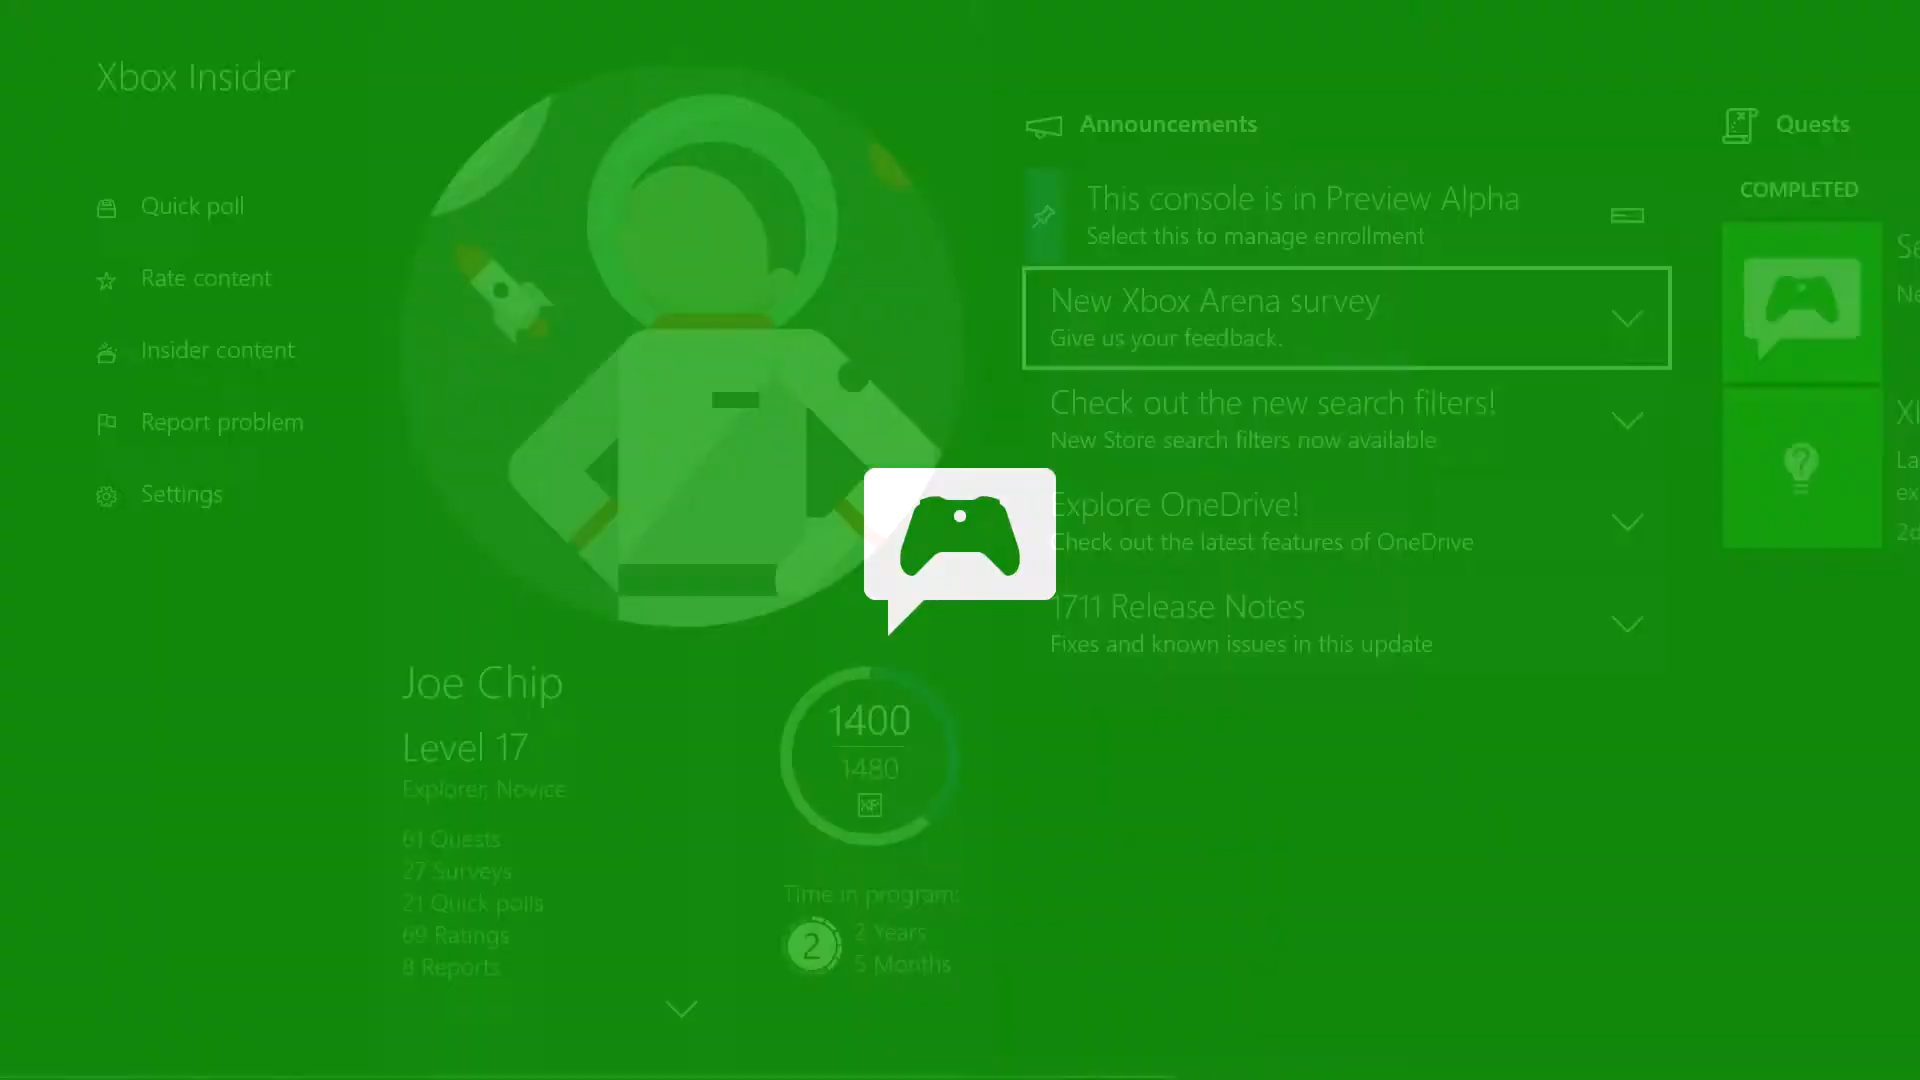 Xbox Insider
Quick poll
Rate content
Insider content
Report problem
Settings
Joe Chip
Level 17
Explorer, Novice
61 Quests
27 Surveys
21 Quick polls
69 Ratings
8 Reports
1400
1480
XP
Time in program:
2
2 Years
5 Months
Announcements
This console is in Preview Alpha
Select this to manage enrollment
New Xbox Arena survey
Give us your feedback.
Check out the new search filters!
New Store search filters now available
Explore OneDrive!
Check out the latest features of OneDrive
1711 Release Notes
Fixes and known issues in this update
Quests
COMPLETED